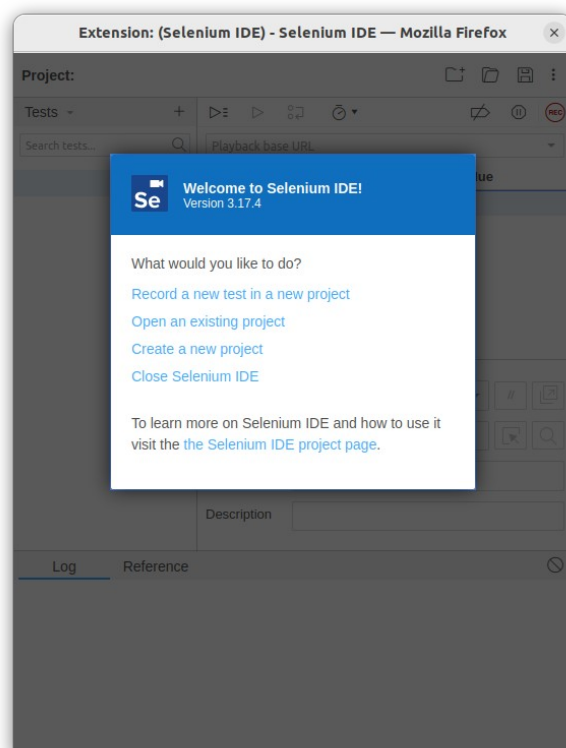 Extension: (Selenium IDE) - Selenium IDE — Mozilla Firefox
Project:
Tests
REC
Search tests...
Playback base URL
lue
Se
Welcome to Selenium IDE!
Version 3.17.4
What would you like to do?
Record a new test in a new project
Open an existing project
Create a new project
Close Selenium IDE
To learn more on Selenium IDE and how to use it
visit the the Selenium IDE project page.
//
Description
Log Reference